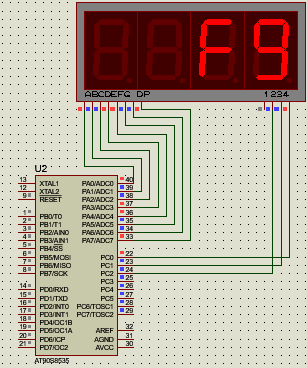 F9
ABCDEFG DP
1234
U2
13 XTAL1 PA0/ADC0 40
12 XTAL2 PA1/ADC1 39
9 RESET PA2/ADC2 38
PA3/ADC3 37
1 PB0/T0 PA4/ADC4 36
2 PB1/T1 PA5/ADC5 35
3 PB2/AIN0 PA6/ADC6 34
4 PB3/AIN1 PA7/ADC7 33
5 PB4/SS
6 PB5/MOSI PC0 22
7 PB6/MISO PC1 23
8 PB7/SCK PC2 24
PC3 25
14 PD0/RXD PC4 26
15 PD1/TXD PC5 27
16 PD2/INT0 PC6/TOSC1 28
17 PD3/INT1 PC7/TOSC2 29
18 PD4/OC1B
19 PD5/OC1A AREF 32
20 PD6/ICP AGND 31
21 PD7/OC2 AVCC 30
AT90S8535